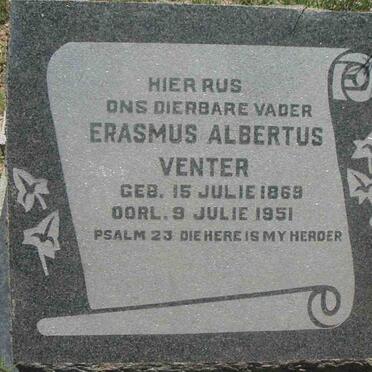 HIER RUS
ONS DIERBARE VADER
ERASMUS ALBERTUS
VENTER
GEB. 15 JULIE 1869
OORL. 9 JULIE 1951
PSALM 23 DIE HERE IS MY HERDER